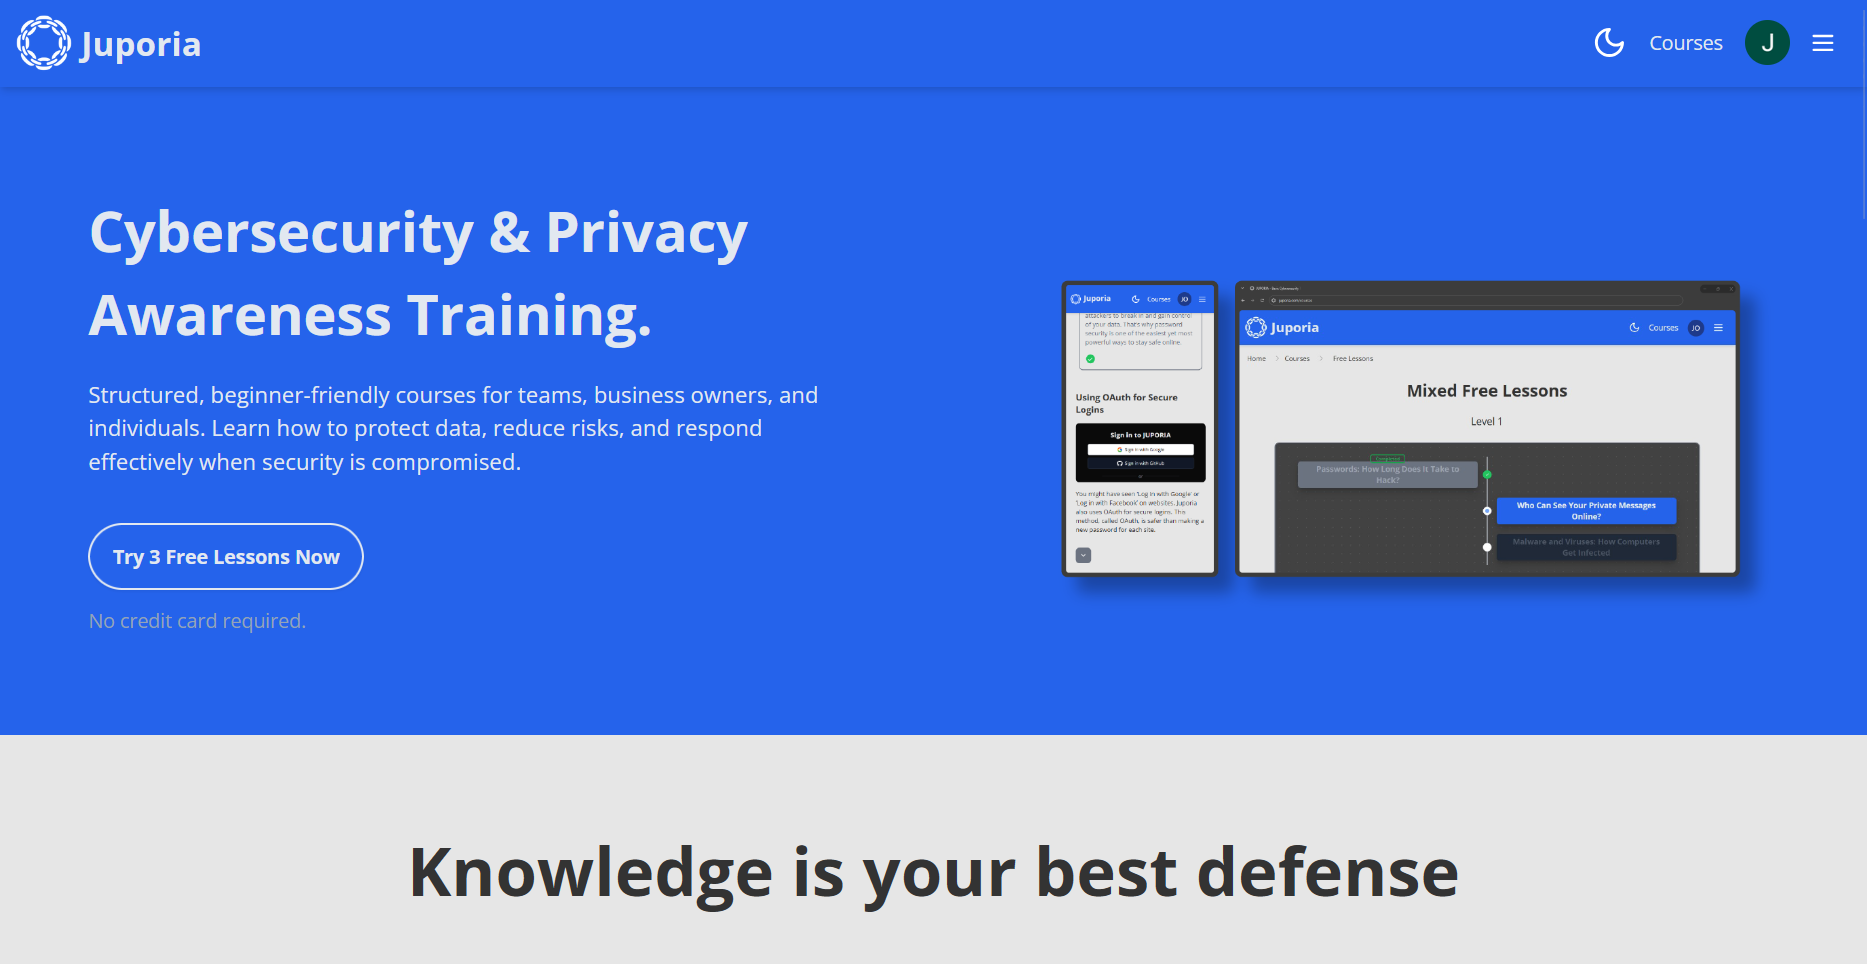 Juporia
Courses
J
Cybersecurity & Privacy
Awareness Training.
Structured, beginner-friendly courses for teams, business owners, and
individuals. Learn how to protect data, reduce risks, and respond
effectively when security is compromised.
Try 3 Free Lessons Now
No credit card required.
Juporia
Courses
JO
attackers to break in and gain control
of your data. That's why password
security is one of the easiest yet most
powerful ways to stay safe online.
Using OAuth for Secure
Logins
Sign in to JUPORIA
Sign in with Google
Sign in with GitHub
You might have seen 'Log in with Google' or
'Log in with Facebook' on websites. Juporia
also uses OAuth for secure logins. This
method, called OAuth, is safer than making a
new password for each site.
Juporia
Courses
JO
Home
Courses
Free Lessons
Mixed Free Lessons
Level 1
Completed
Passwords: How Long Does It Take to
Hack?
Who Can See Your Private Messages
Online?
Malware and Viruses: How Computers
Get Infected
Knowledge is your best defense